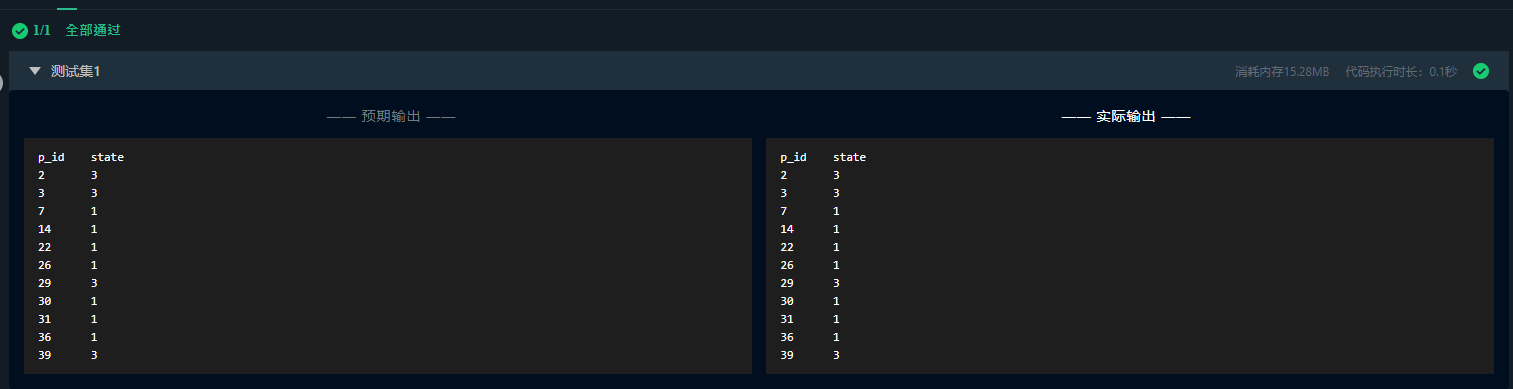 1/1 全部通过
测试集1 消耗内存15.28MB 代码执行时长：0.1秒
—— 预期输出 —— —— 实际输出 ——
p_id state p_id state
2 3 2 3
3 3 3 3
7 1 7 1
14 1 14 1
22 1 22 1
26 1 26 1
29 3 29 3
30 1 30 1
31 1 31 1
36 1 36 1
39 3 39 3